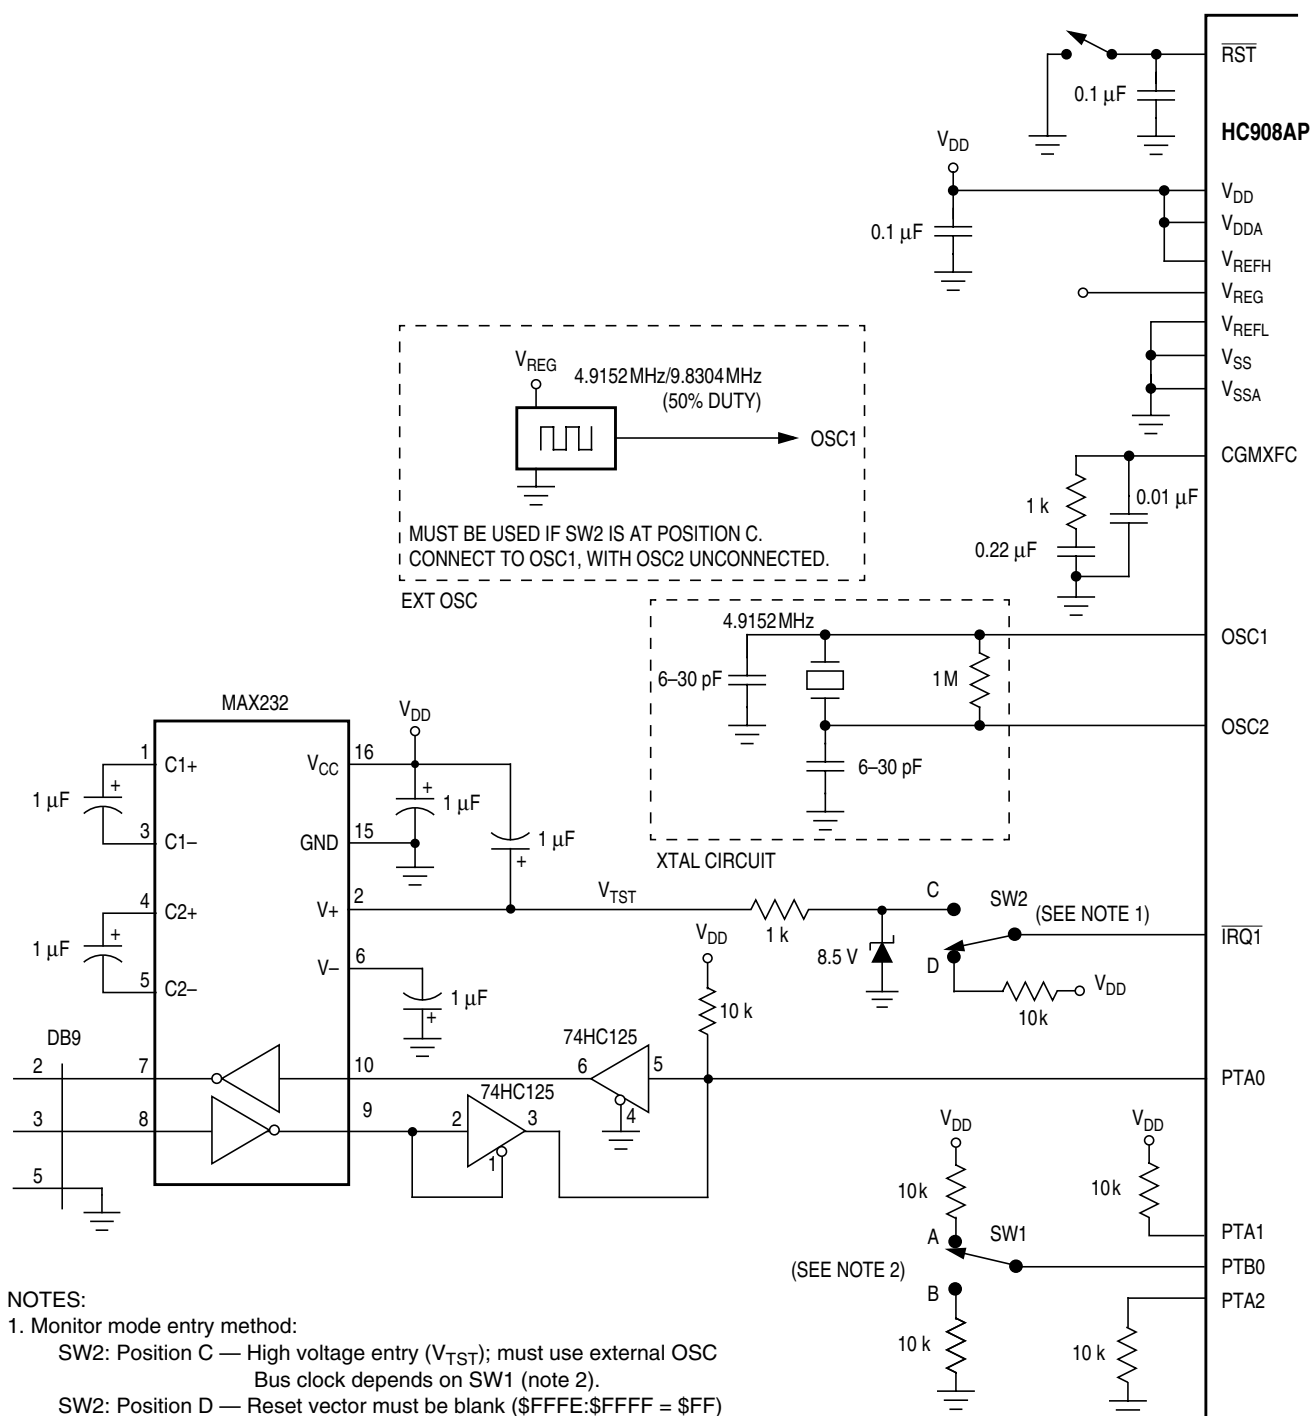 RST
0.1 µF
HC908AP
VDD
VDD
0.1 µF
VDDA
VREFH
VREG
VREFL
VSS
VSSA
VREG
4.9152MHz/9.8304MHz
(50% DUTY)
OSC1
MUST BE USED IF SW2 IS AT POSITION C.
CONNECT TO OSC1, WITH OSC2 UNCONNECTED.
EXT OSC
CGMXFC
1 k
0.01 µF
0.22 µF
4.9152MHz
OSC1
6–30 pF
1M
OSC2
6–30 pF
XTAL CIRCUIT
MAX232
VDD
1
C1+
VCC
16
1 µF
+
+
1 µF
3
C1–
GND
15
1 µF
+
4
C2+
V+
2
VTST
1 k
C
SW2
(SEE NOTE 1)
IRQ1
1 µF
+
8.5 V
D
5
C2–
V–
6
1 µF
+
VDD
10 k
VDD
10k
DB9
2
7
10
74HC125
6
5
4
PTA0
3
8
9
74HC125
2
3
1
5
VDD
10k
VDD
10k
A
SW1
PTA1
(SEE NOTE 2)
PTB0
B
PTA2
10 k
10 k
NOTES:
1. Monitor mode entry method:
SW2: Position C — High voltage entry (VTST); must use external OSC
Bus clock depends on SW1 (note 2).
SW2: Position D — Reset vector must be blank ($FFFE:$FFFF = $FF)